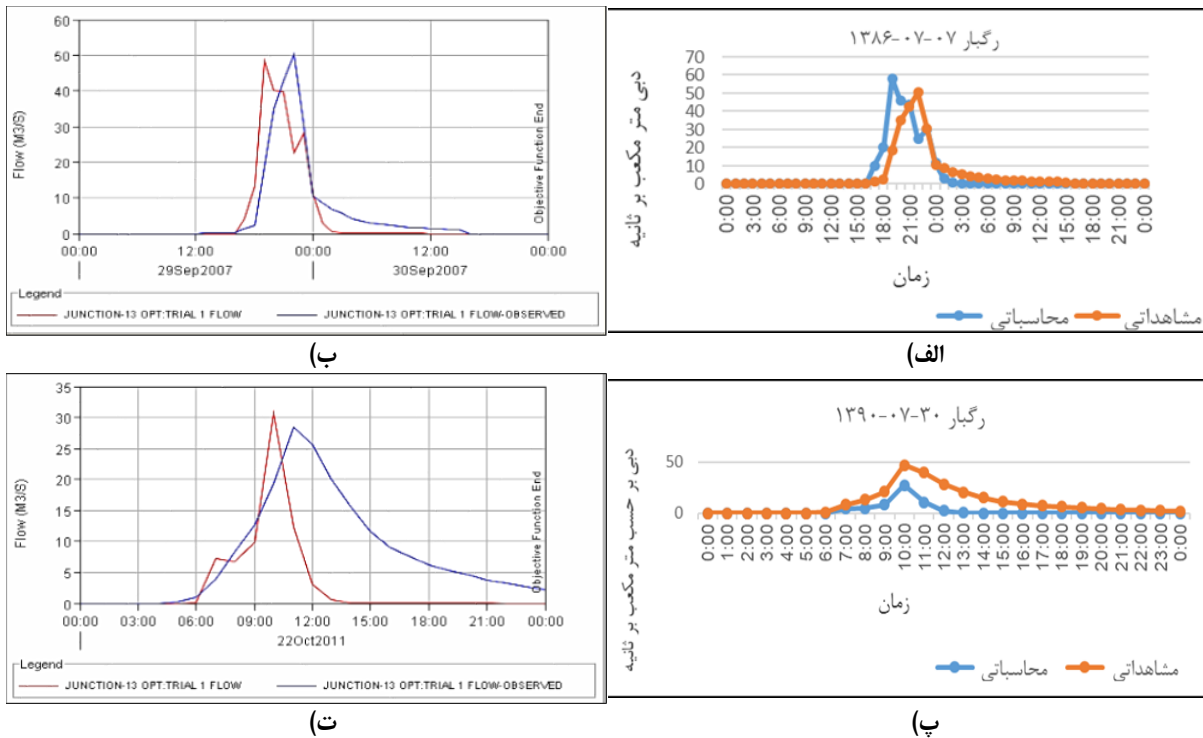 رگبار ۰۷-۰۷-۱۳۸۶
دبی متر مکعب بر ثانیه
70
60
50
40
30
20
10
0
0:00 3:00 6:00 9:00 12:00 15:00 18:00 21:00 0:00 3:00 6:00 9:00 12:00 15:00 18:00 21:00 0:00
زمان
محاسباتی مشاهداتی
الف)
60
50
40
30
20
10
0
Flow (M3/S)
Objective Function End
00:00 12:00 00:00 12:00 00:00
29Sep2007 30Sep2007
Legend
JUNCTION-13 OPT:TRIAL 1 FLOW JUNCTION-13 OPT:TRIAL 1 FLOW-OBSERVED
ب)
رگبار ۳۰-۰۷-۱۳۹۰
دبی بر حسب متر مکعب بر ثانیه
50
0
0:00 1:00 2:00 3:00 4:00 5:00 6:00 7:00 8:00 9:00 10:00 11:00 12:00 13:00 14:00 15:00 16:00 17:00 18:00 19:00 20:00 21:00 22:00 23:00 0:00
زمان
محاسباتی مشاهداتی
پ)
35
30
25
20
15
10
5
0
Flow (M3/S)
Objective Function End
00:00 03:00 06:00 09:00 12:00 15:00 18:00 21:00 00:00
22Oct2011
Legend
JUNCTION-13 OPT:TRIAL 1 FLOW JUNCTION-13 OPT:TRIAL 1 FLOW-OBSERVED
ت)